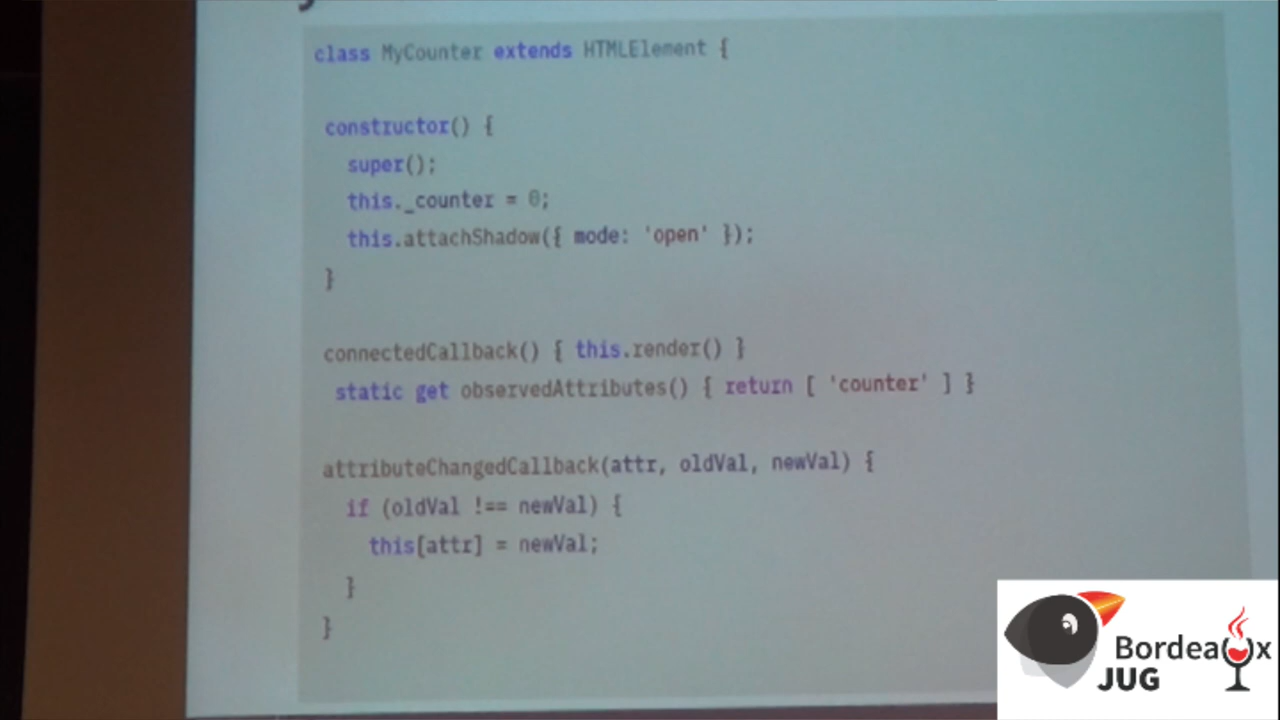 class MyCounter extends HTMLElement {
constructor() {
super();
this._counter = 0;
this.attachShadow({ mode: 'open' });
}
connectedCallback() { this.render() }
static get observedAttributes() { return [ 'counter' ] }
attributeChangedCallback(attr, oldVal, newVal) {
if (oldVal !== newVal) {
this[attr] = newVal;
}
}
Bordeaux
JUG